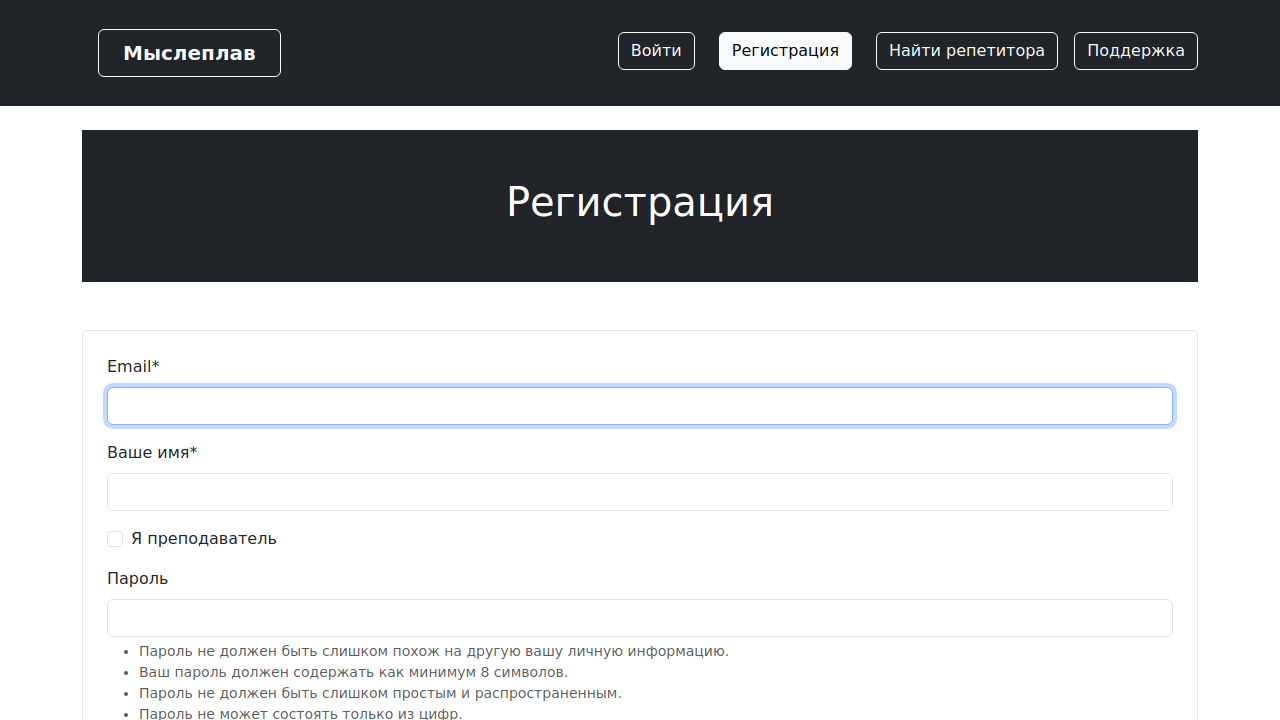 Мыслеплав
Войти
Регистрация
Найти репетитора
Поддержка
Регистрация
Email*
Ваше имя*
Я преподаватель
Пароль
Пароль не должен быть слишком похож на другую вашу личную информацию.
Ваш пароль должен содержать как минимум 8 символов.
Пароль не должен быть слишком простым и распространенным.
Пароль не может состоять только из цифр.